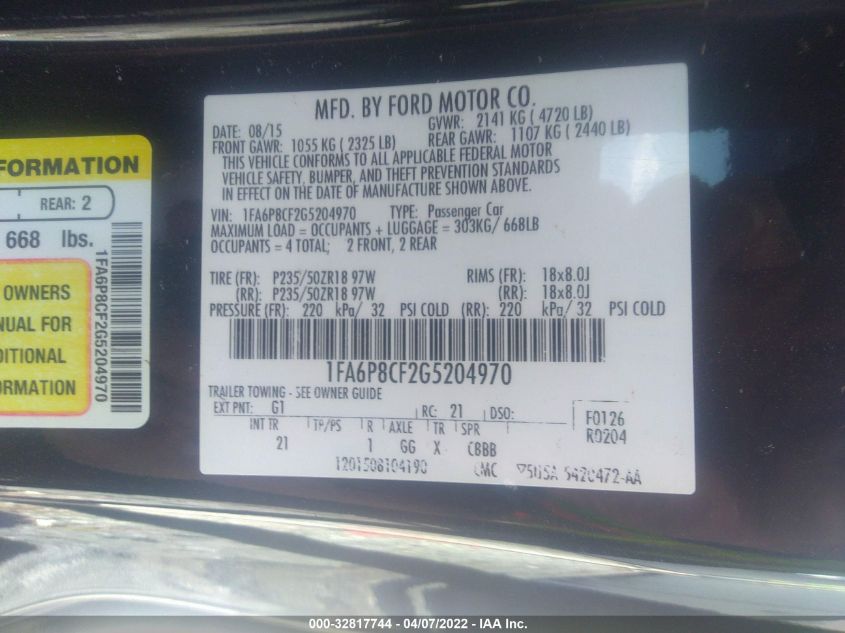 FORMATION
REAR: 2
668 lbs.
OWNERS
NUAL FOR
DITIONAL
ORMATION
1FA6P8CF2G5204970
MFD. BY FORD MOTOR CO.
DATE: 08/15 GVWR: 2141 KG ( 4720 LB)
FRONT GAWR: 1055 KG ( 2325 LB) REAR GAWR: 1107 KG ( 2440 LB)
THIS VEHICLE CONFORMS TO ALL APPLICABLE FEDERAL MOTOR
VEHICLE SAFETY, BUMPER, AND THEFT PREVENTION STANDARDS
IN EFFECT ON THE DATE OF MANUFACTURE SHOWN ABOVE.
VIN: 1FA6P8CF2G5204970 TYPE: Passenger Car
MAXIMUM LOAD = OCCUPANTS + LUGGAGE = 303KG/ 668LB
OCCUPANTS = 4 TOTAL; 2 FRONT, 2 REAR
TIRE (FR): P235/50ZR18 97W RIMS (FR): 18x8.0J
(RR): P235/50ZR18 97W (RR): 18x8.0J
PRESSURE (FR): 220 kPa/ 32 PSI COLD (RR): 220 kPa/ 32 PSI COLD
1FA6P8CF2G5204970
TRAILER TOWING - SEE OWNER GUIDE
EXT PNT: G1 RC: 21 DSO: F0126
INT TR TP/PS R AXLE TR SPR R0204
21 1 GG X CBBB
1201508104190
000-32817744 - 04/07/2022 - IAA Inc.